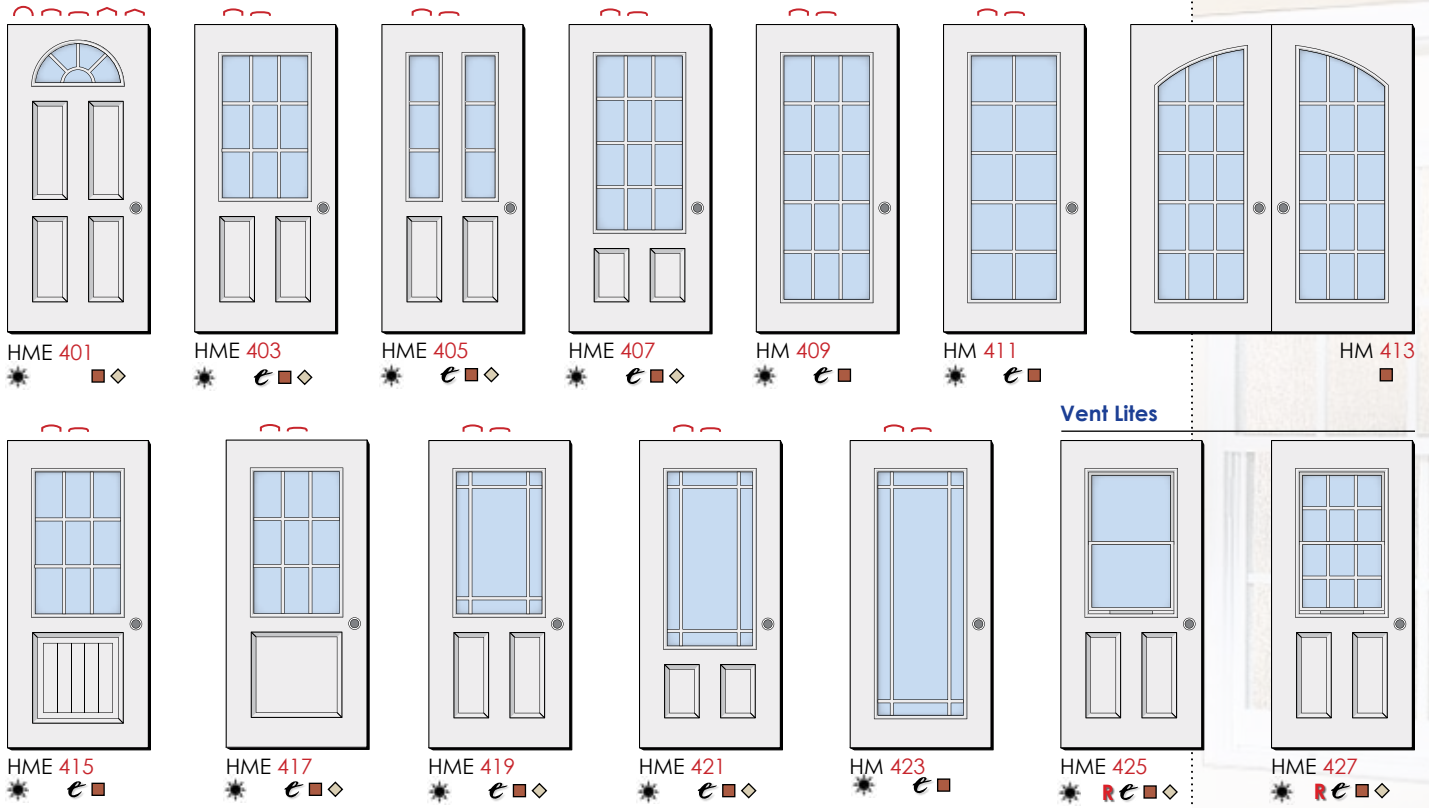 HME 401
HME 403
HME 405
HME 407
HM 409
HM 411
HM 413
e
e
e
e
e
Vent Lites
HME 415
HME 417
HME 419
HME 421
HM 423
HME 425
HME 427
e
e
e
e
e
R e
R e